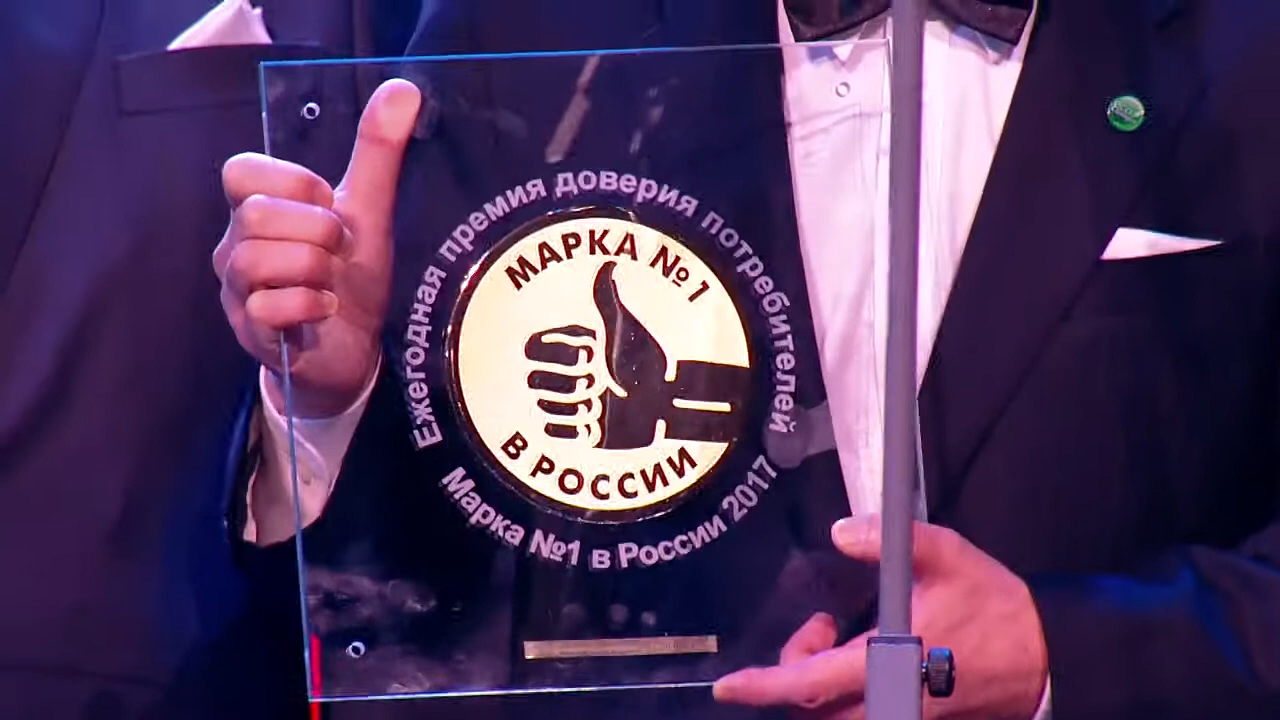 Ежегодная премия доверия потребителей
МАРКА №1
В РОССИИ
Марка №1 в России 2017